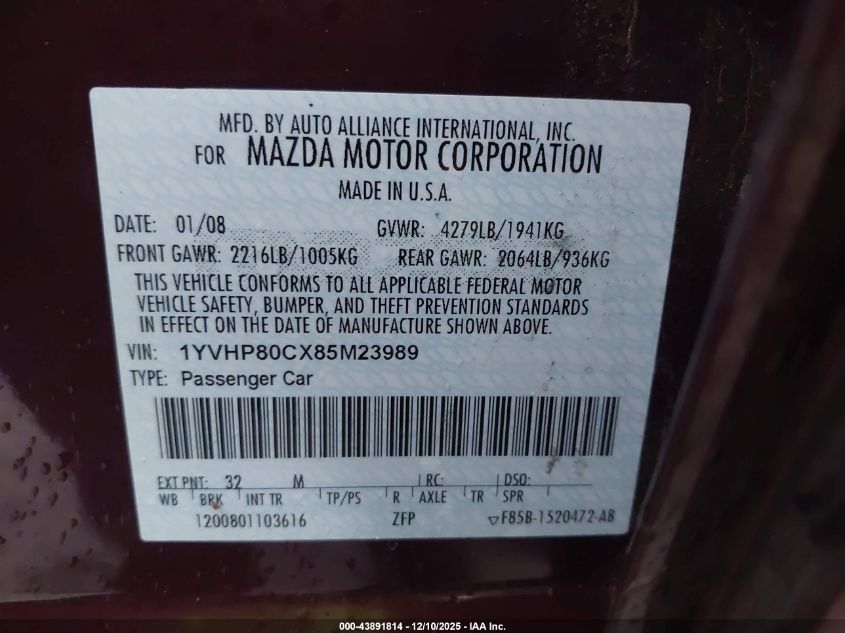 MFD. BY AUTO ALLIANCE INTERNATIONAL, INC.
FOR MAZDA MOTOR CORPORATION
MADE IN U.S.A.
DATE: 01/08 GVWR: 4279LB/1941KG
FRONT GAWR: 2216LB/1005KG REAR GAWR: 2064LB/936KG
THIS VEHICLE CONFORMS TO ALL APPLICABLE FEDERAL MOTOR
VEHICLE SAFETY, BUMPER, AND THEFT PREVENTION STANDARDS
IN EFFECT ON THE DATE OF MANUFACTURE SHOWN ABOVE.
VIN: 1YVHP80CX85M23989
TYPE: Passenger Car
EXT PNT: 32 M RC: DSO:
WB BRK INT TR TP/PS R AXLE TR SPR
1200801103616 ZFP ▽F85B-1520472-AB
000-43891814 - 12/10/2025 - IAA Inc.